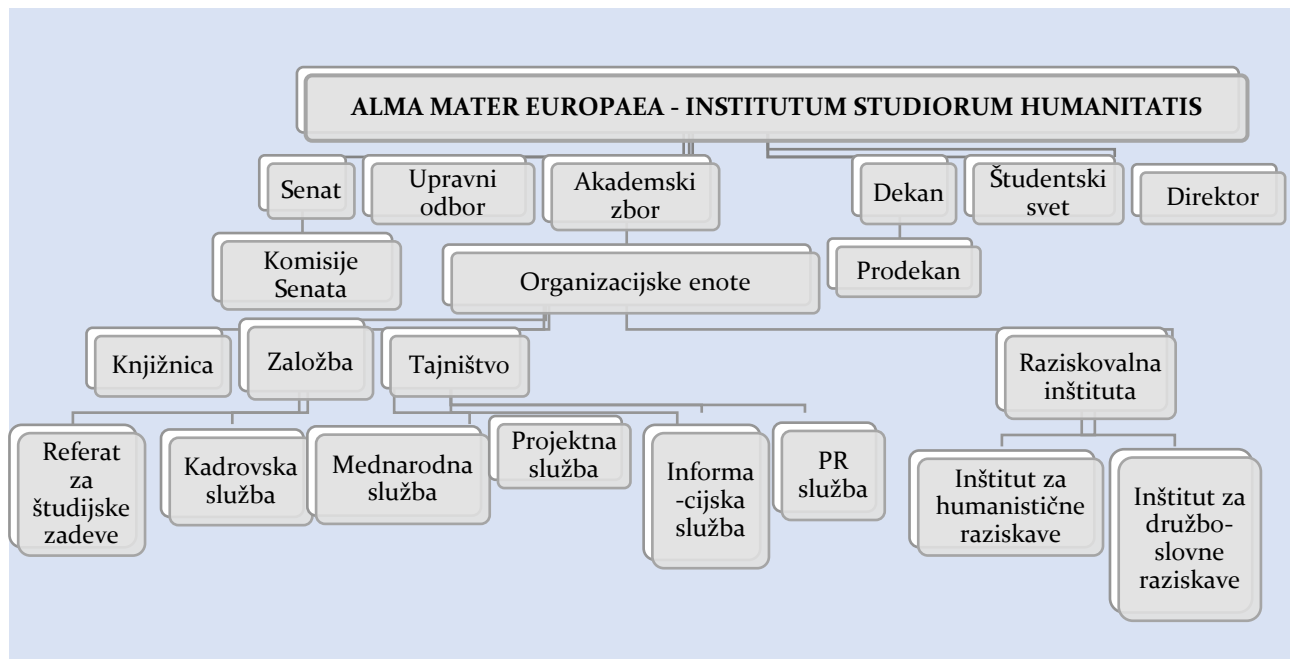 ALMA MATER EUROPAEA - INSTITUTUM STUDIORUM HUMANITATIS
Senat
Upravni
odbor
Akademski
zbor
Dekan
Študentski
svet
Direktor
Komisije
Senata
Organizacijske enote
Prodekan
Knjižnica
Založba
Tajništvo
Raziskovalna
inštituta
Referat
za
študijske
zadeve
Kadrovska
služba
Mednarodna
služba
Projektna
služba
Informa
-cijska
služba
PR
služba
Inštitut za
humanistične
raziskave
Inštitut za
družbo-
slovne
raziskave